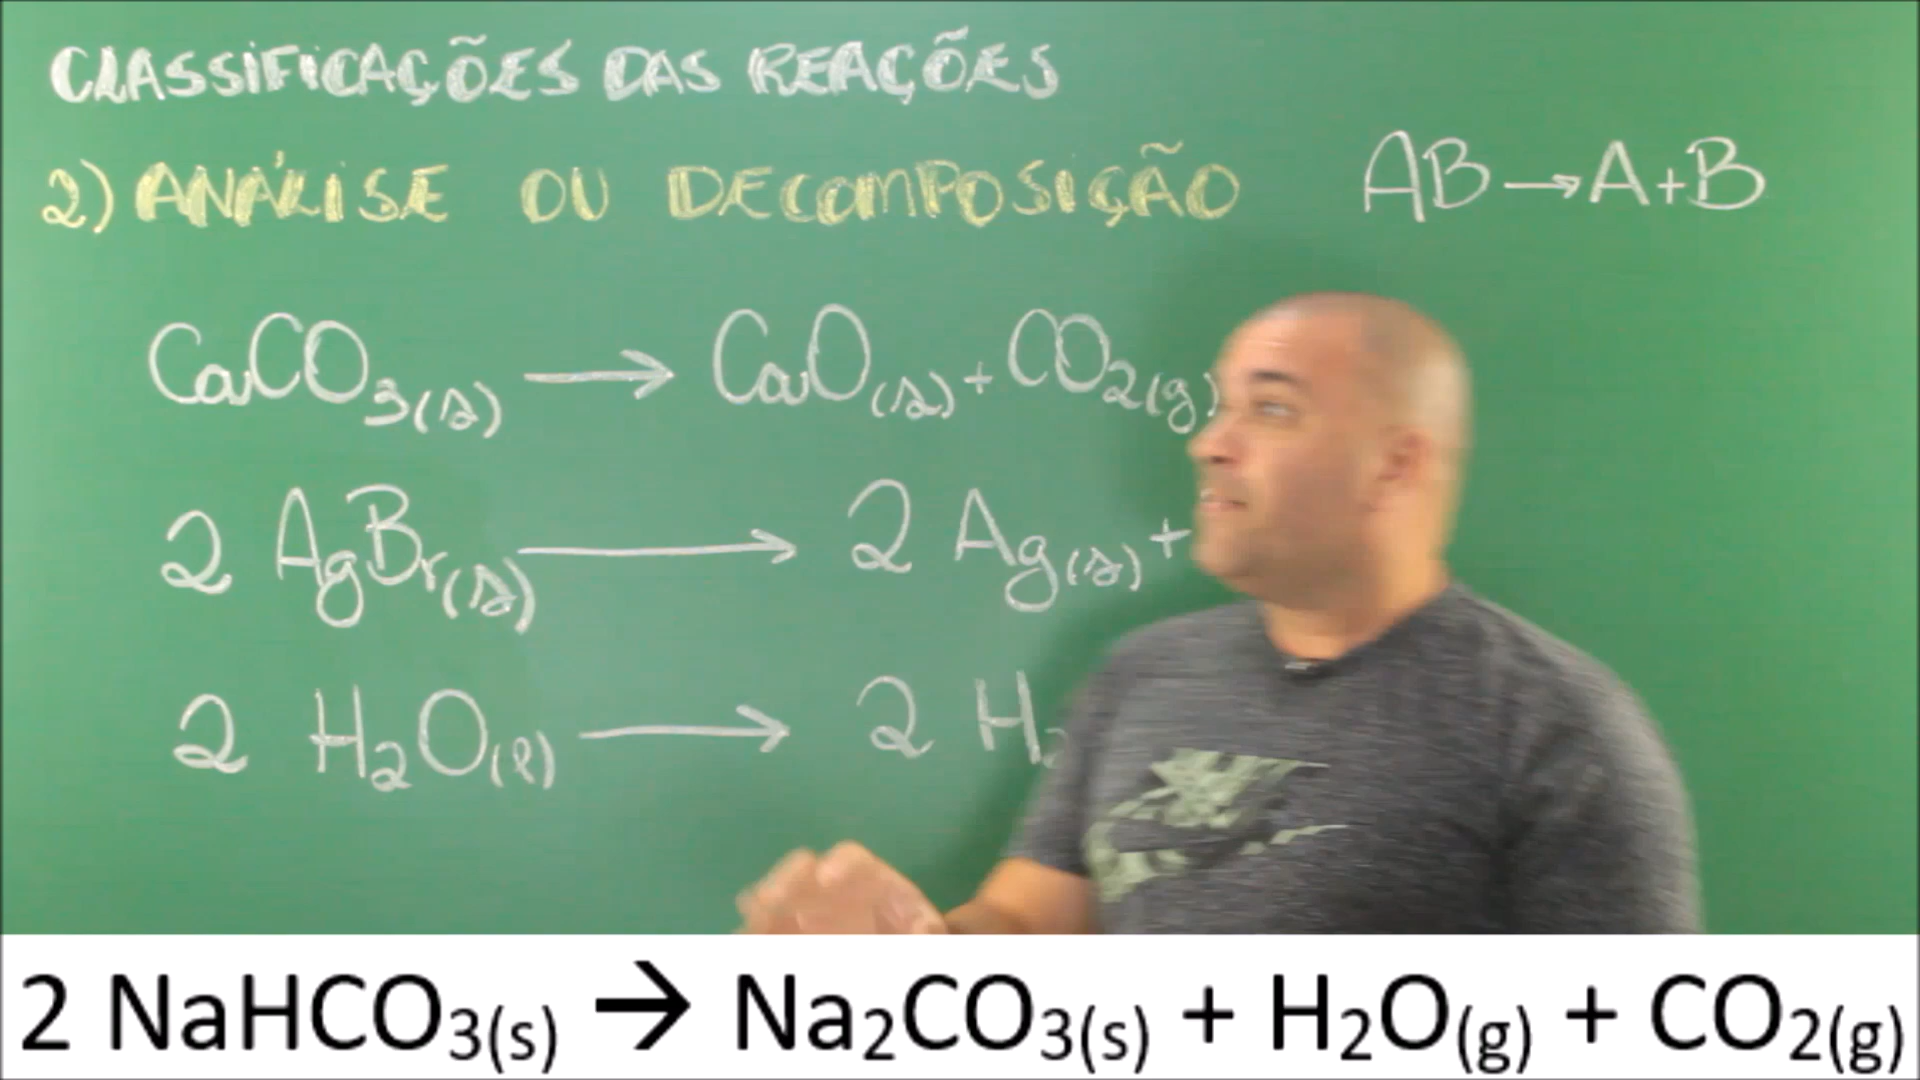 CLASSIFICAÇÕES DAS REAÇÕES
2) ANÁLISE OU DECOMPOSIÇÃO AB → A + B
CaCO3(s) → CaO(s) + CO2(g)
2 AgBr(s) → 2 Ag(s) +
2 H2O(l) → 2 H2
2 NaHCO3(s) → Na2CO3(s) + H2O(g) + CO2(g)